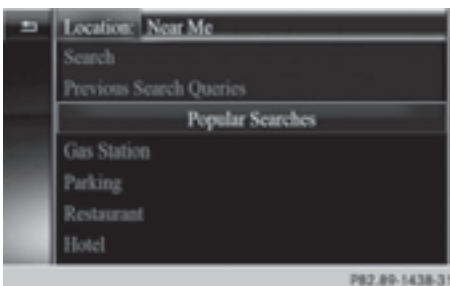 Location: Near Me
Search
Previous Search Queries
Popular Searches
Gas Station
Parking
Restaurant
Hotel
P82.89-1438-31